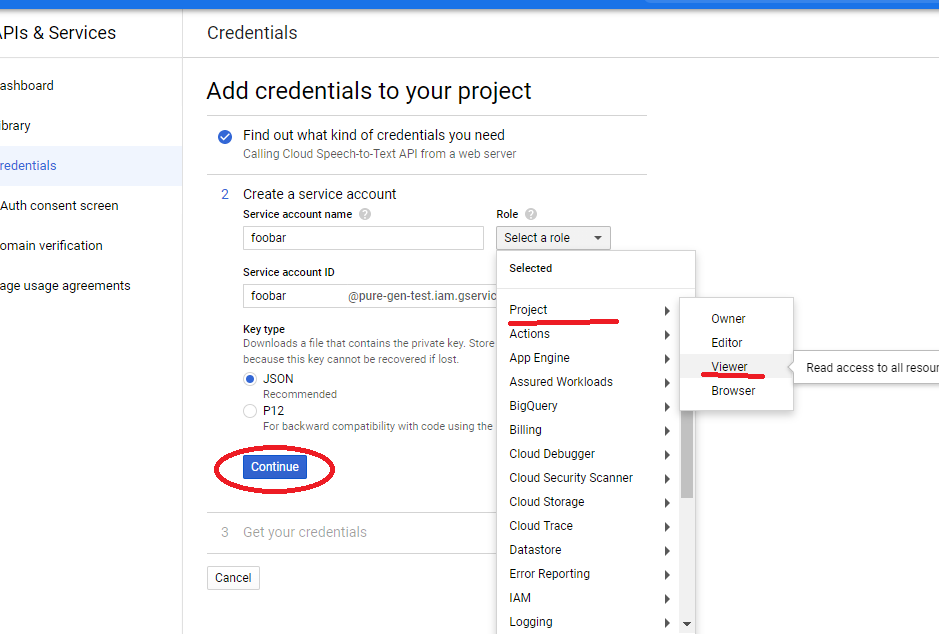 APIs & Services
Credentials
ashboard
ibrary
redentials
Auth consent screen
omain verification
age usage agreements
Add credentials to your project
Find out what kind of credentials you need
Calling Cloud Speech-to-Text API from a web server
2 Create a service account
Service account name ?
Role ?
foobar
Select a role
Service account ID
foobar @pure-gen-test.iam.gservic
Key type
Downloads a file that contains the private key. Store
because this key cannot be recovered if lost.
JSON
Recommended
P12
For backward compatibility with code using the
Continue
3 Get your credentials
Cancel
Selected
Project
Actions
App Engine
Assured Workloads
BigQuery
Billing
Cloud Debugger
Cloud Security Scanner
Cloud Storage
Cloud Trace
Datastore
Error Reporting
IAM
Logging
Owner
Editor
Viewer
Browser
Read access to all resour